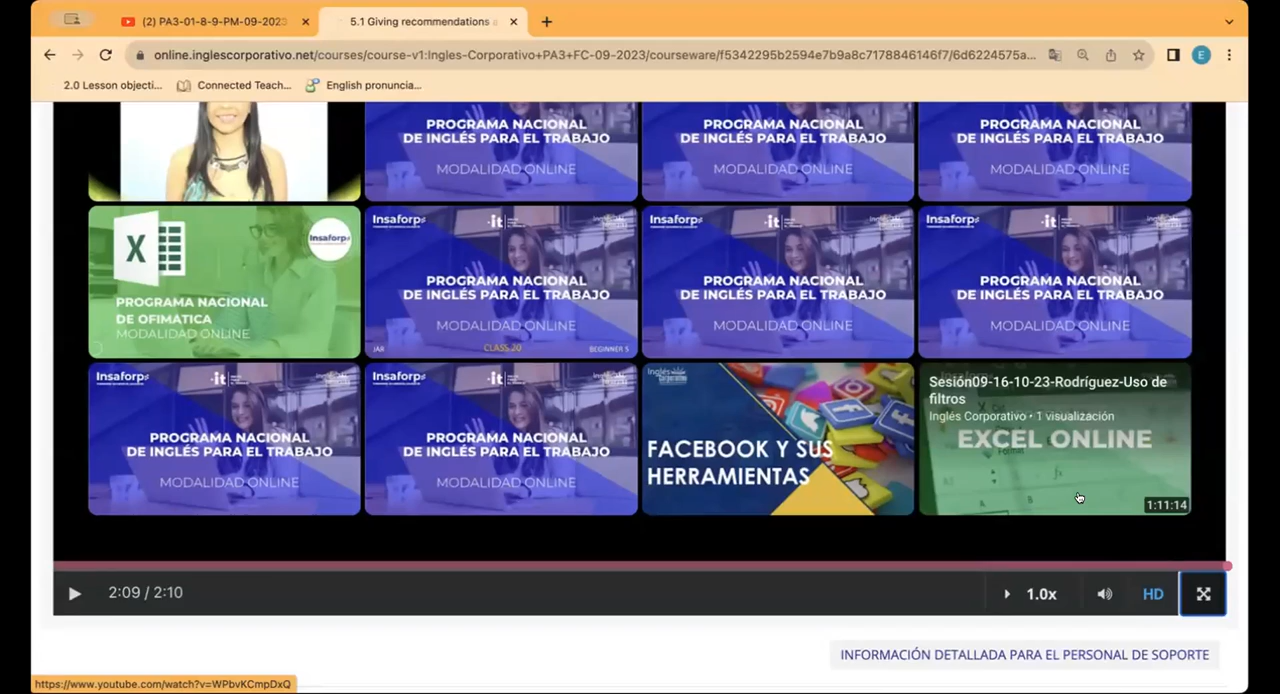 (2) PA3-01-8-9-PM-09-2023
5.1 Giving recommendations
online.inglescorporativo.net/courses/course-v1:Ingles-Corporativo+PA3+FC-09-2023/courseware/f5342295b2594e7b9a8c7178846146f7/6d6224575a...
E
2.0 Lesson objecti...
Connected Teach...
English pronuncia...
PROGRAMA NACIONAL
DE INGLÉS PARA EL TRABAJO
MODALIDAD ONLINE
PROGRAMA NACIONAL
DE INGLÉS PARA EL TRABAJO
MODALIDAD ONLINE
PROGRAMA NACIONAL
DE INGLÉS PARA EL TRABAJO
MODALIDAD ONLINE
X
Insaforp
PROGRAMA NACIONAL
DE OFIMÁTICA
MODALIDAD ONLINE
Insaforp
it
PROGRAMA NACIONAL
DE INGLÉS PARA EL TRABAJO
MODALIDAD ONLINE
JAR
CLASS 20
BEGINNER 5
Insaforp
it
PROGRAMA NACIONAL
DE INGLÉS PARA EL TRABAJO
MODALIDAD ONLINE
Insaforp
it
PROGRAMA NACIONAL
DE INGLÉS PARA EL TRABAJO
MODALIDAD ONLINE
Insaforp
it
PROGRAMA NACIONAL
DE INGLÉS PARA EL TRABAJO
MODALIDAD ONLINE
Insaforp
it
PROGRAMA NACIONAL
DE INGLÉS PARA EL TRABAJO
MODALIDAD ONLINE
Inglés
Corporativo
FACEBOOK Y SUS
HERRAMIENTAS
Sesión09-16-10-23-Rodríguez-Uso de
filtros
Inglés Corporativo • 1 visualización
EXCEL ONLINE
A
B
1:11:14
2:09 / 2:10
1.0x
HD
INFORMACIÓN DETALLADA PARA EL PERSONAL DE SOPORTE
https://www.youtube.com/watch?v=WPbvKCmpDxQ